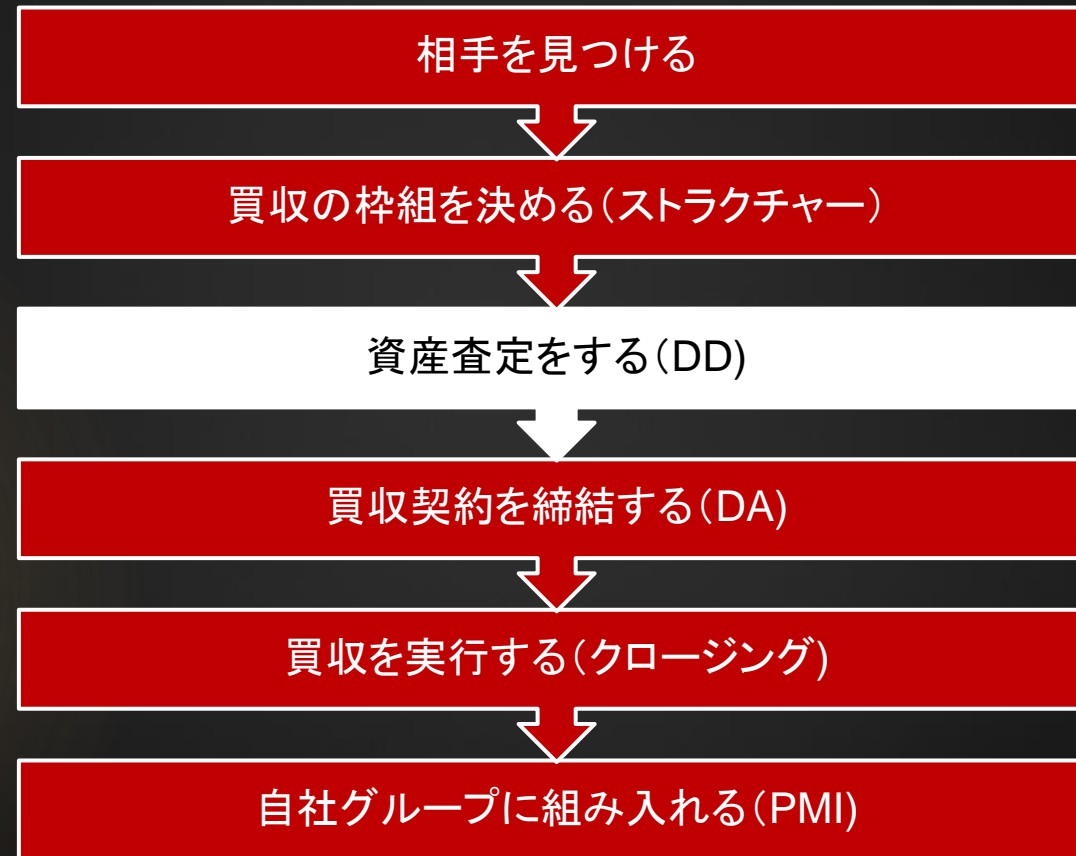 相手を見つける
買収の枠組を決める（ストラクチャー）
資産査定をする（DD)
買収契約を締結する（DA)
買収を実行する（クロージング)
自社グループに組み入れる（PMI)